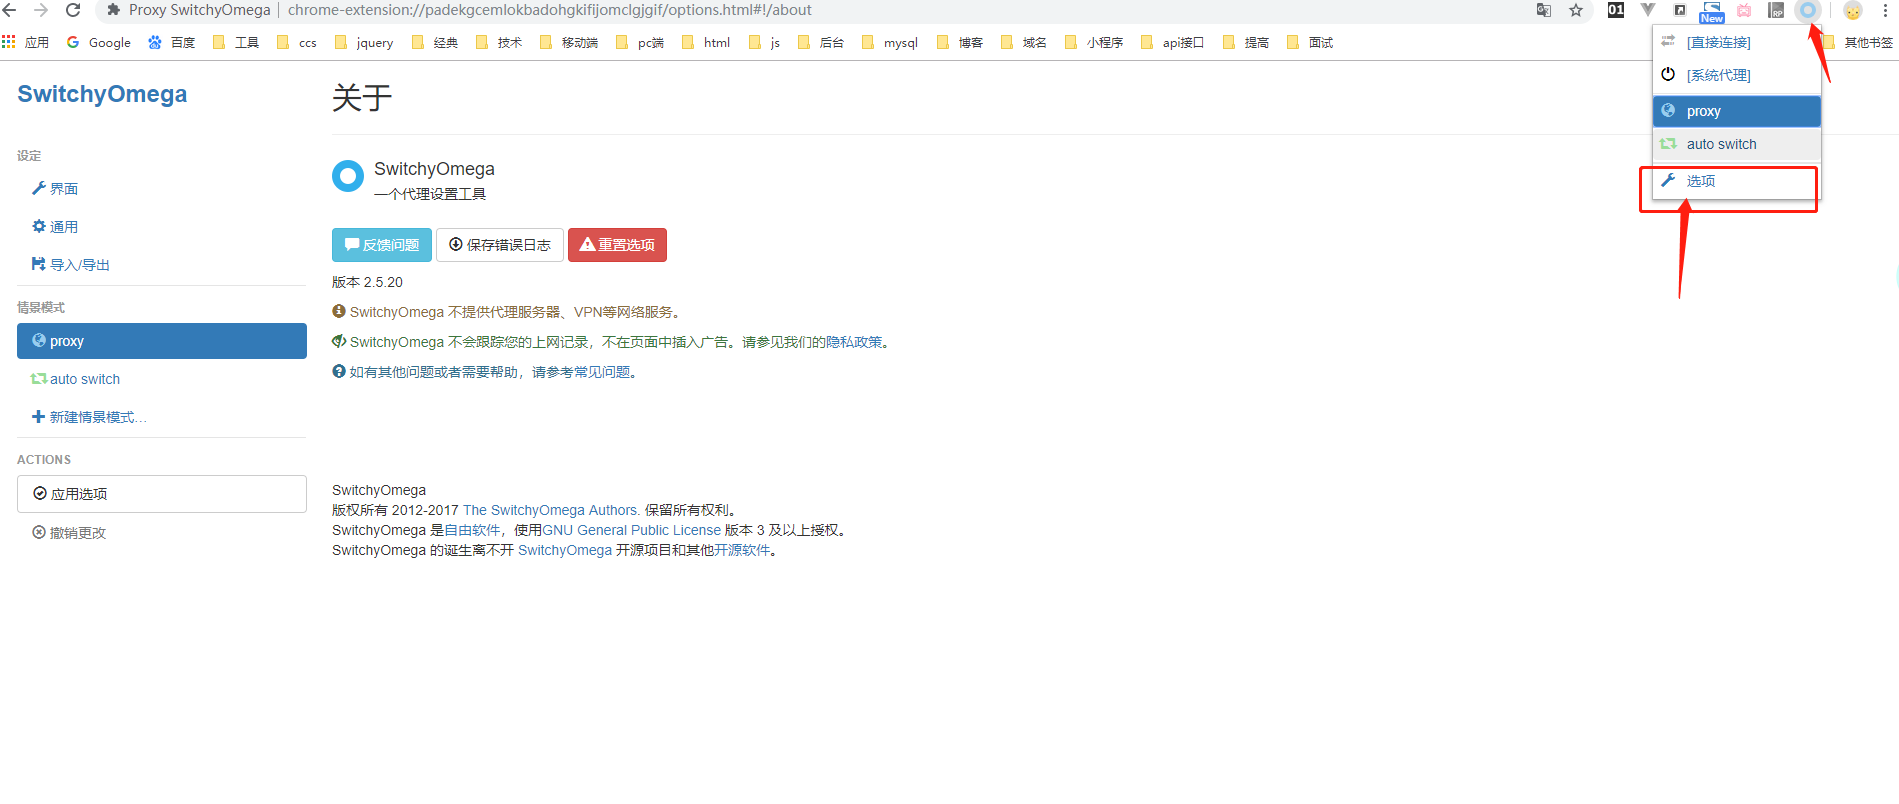 Proxy SwitchyOmega | chrome-extension://padekgcemlokbadohgkifijomclgjgif/options.html#!/about
01
New
RP
应用 Google 百度 工具 ccs jquery 经典 技术 移动端 pc端 html js 后台 mysql 博客 域名 小程序 api接口 提高 面试 其他书签
[直接连接]
[系统代理]
proxy
auto switch
选项
SwitchyOmega
设定
界面
通用
导入/导出
情景模式
proxy
auto switch
新建情景模式...
ACTIONS
应用选项
撤销更改
关于
SwitchyOmega
一个代理设置工具
反馈问题 保存错误日志 重置选项
版本 2.5.20
SwitchyOmega 不提供代理服务器、VPN等网络服务。
SwitchyOmega 不会跟踪您的上网记录，不在页面中插入广告。请参见我们的隐私政策。
如有其他问题或者需要帮助，请参考常见问题。
SwitchyOmega
版权所有 2012-2017 The SwitchyOmega Authors. 保留所有权利。
SwitchyOmega 是自由软件，使用GNU General Public License 版本 3 及以上授权。
SwitchyOmega 的诞生离不开 SwitchyOmega 开源项目和其他开源软件。